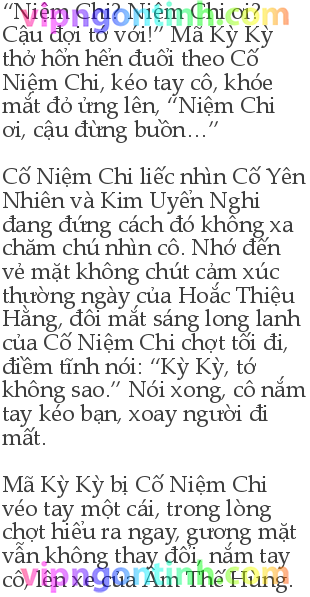 “Niệm Chi? Niệm Chi ơi?
Cậu đợi tớ với!” Mã Kỳ Kỳ
thở hổn hển đuổi theo Cố
Niệm Chi, kéo tay cô, khóe
mắt đỏ ửng lên, “Niệm Chi
ơi, cậu đừng buồn...”
Cố Niệm Chi liếc nhìn Cố Yên
Nhiên và Kim Uyển Nghi
đang đứng cách đó không xa
chăm chú nhìn cô. Nhớ đến
vẻ mặt không chút cảm xúc
thường ngày của Hoắc Thiệu
Hằng, đôi mắt sáng long lanh
của Cố Niệm Chi chợt tối đi,
điềm tĩnh nói: “Kỳ Kỳ, tớ
không sao.” Nói xong, cô nắm
tay kéo bạn, xoay người đi
mất.
Mã Kỳ Kỳ bị Cố Niệm Chi
véo tay một cái, trong lòng
chợt hiểu ra ngay, gương mặt
vẫn không thay đổi, nắm tay
cô, lên xe của Âm Thế Hùng.
vipngontinh.com
vipngontinh.com